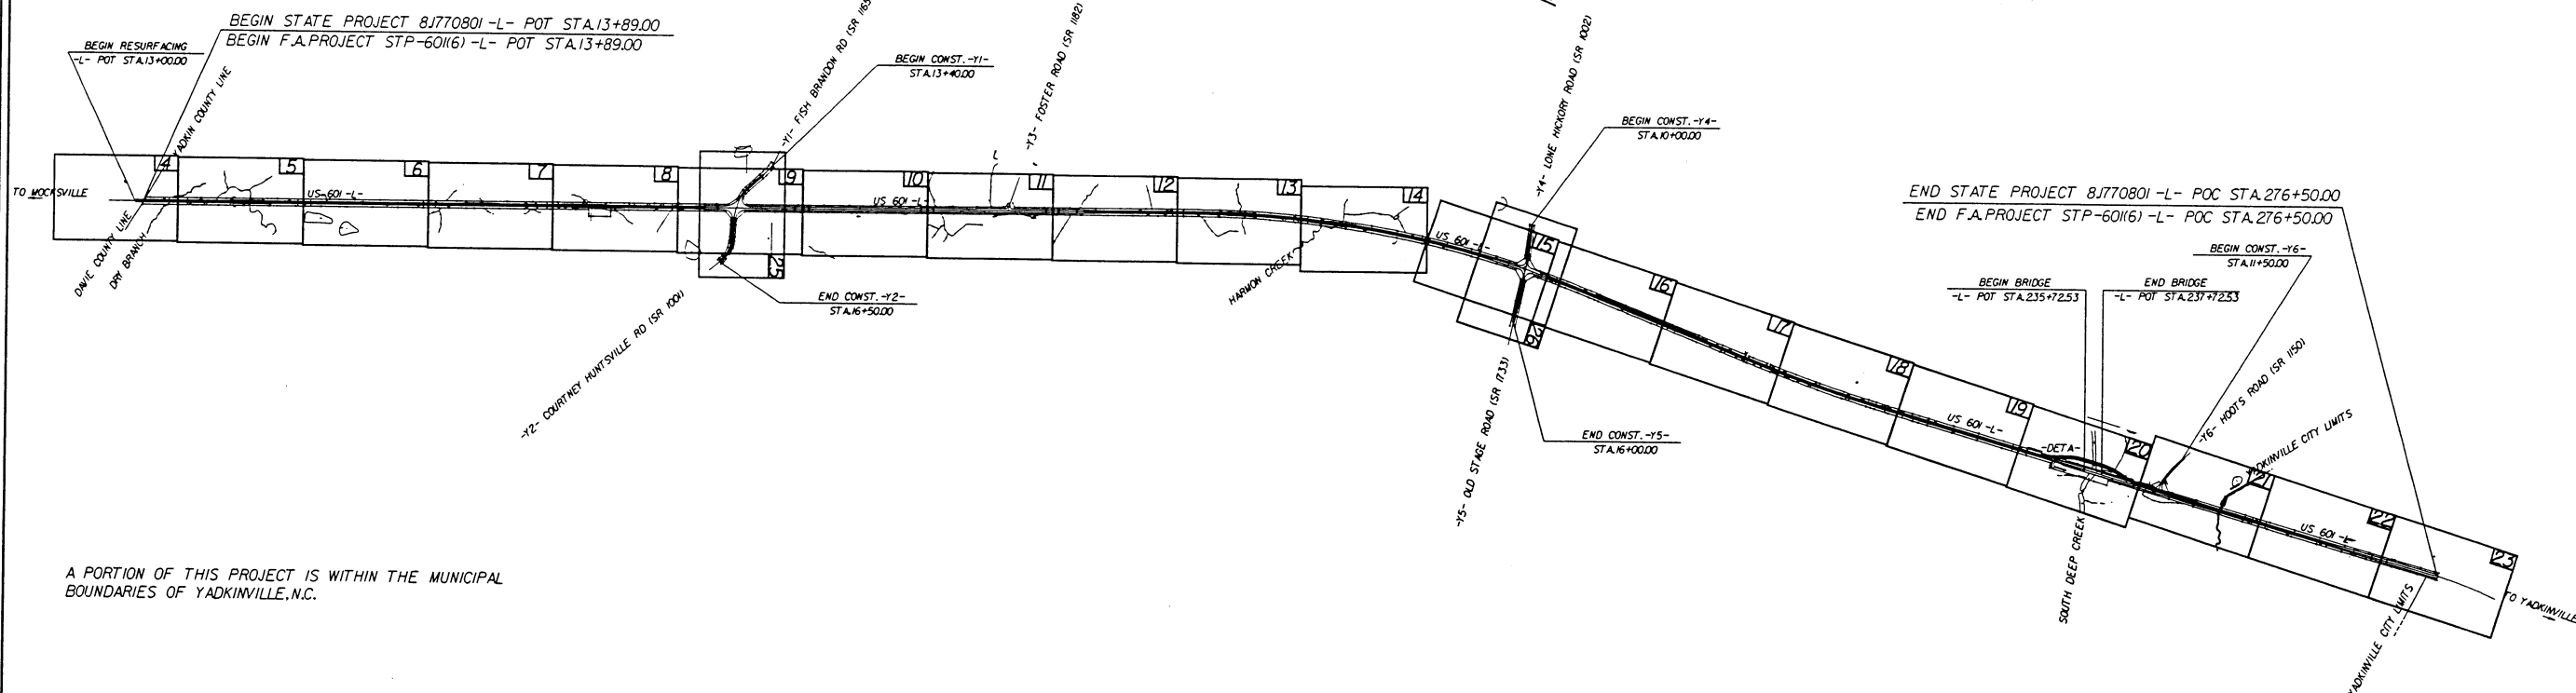 BEGIN STATE PROJECT 8.1770801 -L- POT STA.13+89.00
BEGIN F.A.PROJECT STP-601(6) -L- POT STA.13+89.00
BEGIN RESURFACING
-L- POT STA.13+00.00
YADKIN COUNTY LINE
-Y1- FISH BRANDON RD (SR 1165
BEGIN CONST. -Y1-
STA.13+40.00
-Y3- FOSTER ROAD (SR 1182)
-Y4- LONE HICKORY ROAD (SR 1002)
BEGIN CONST. -Y4-
STA.10+00.00
TO MOCKSVILLE
4
5
6
7
8
9
10
11
12
13
14
15
16
17
18
19
20
21
22
23
25
26
US 601 -L-
US 601 -L-
US 601 -L-
US 601 -L-
US 601 -L-
DAVIE COUNTY LINE
DRY BRANCH
-Y2- COURTNEY HUNTSVILLE RD (SR 1001)
END CONST. -Y2-
STA.16+50.00
HARMON CREEK
-Y5- OLD STAGE ROAD (SR 1733)
END CONST. -Y5-
STA.16+00.00
END STATE PROJECT 8.1770801 -L- POC STA.276+50.00
END F.A.PROJECT STP-601(6) -L- POC STA.276+50.00
BEGIN CONST. -Y6-
STA.11+50.00
BEGIN BRIDGE
-L- POT STA.235+72.53
END BRIDGE
-L- POT STA.237+72.53
-Y6- HOOTS ROAD (SR 1150)
YADKINVILLE CITY LIMITS
-DETA-
SOUTH DEEP CREEK
TO YADKINVILLE
YADKINVILLE CITY LIMITS
A PORTION OF THIS PROJECT IS WITHIN THE MUNICIPAL
BOUNDARIES OF YADKINVILLE, N.C.